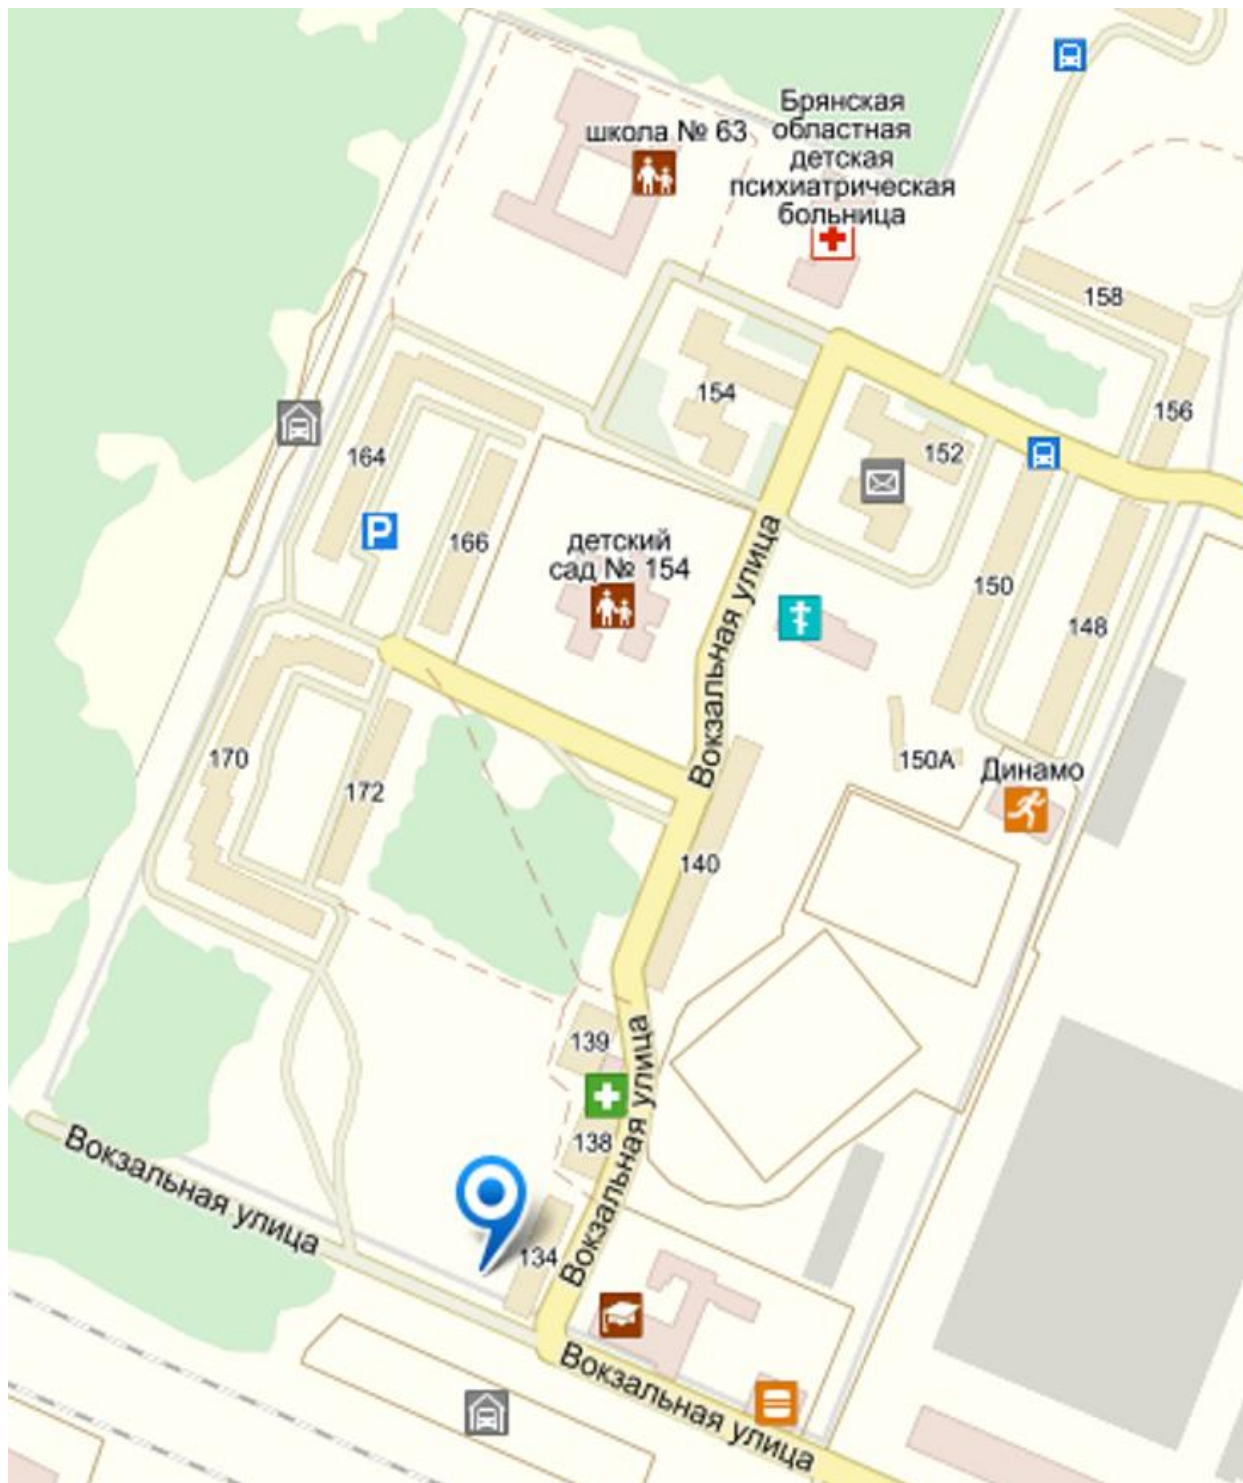 Брянская
областная
детская
психиатрическая
больница
школа № 63
158
156
154
152
164
166
детский
сад № 154
150
148
Вокзальная улица
150А
Динамо
170
172
140
139
138
Вокзальная улица
134
Вокзальная улица
Вокзальная улица
P